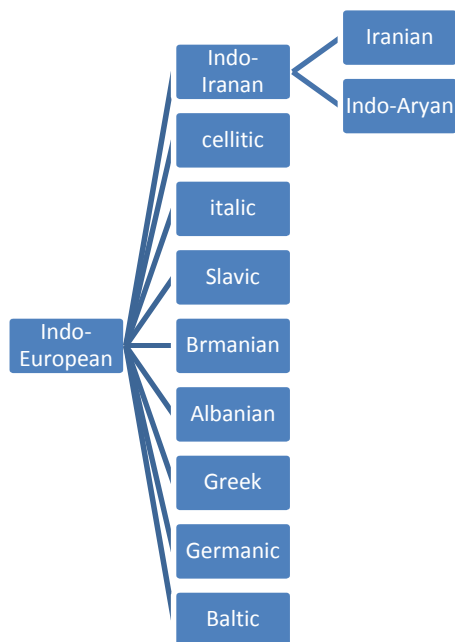 Iranian
Indo-
Iranan
Indo-Aryan
cellitic
italic
Slavic
Indo-
European
Brmanian
Albanian
Greek
Germanic
Baltic